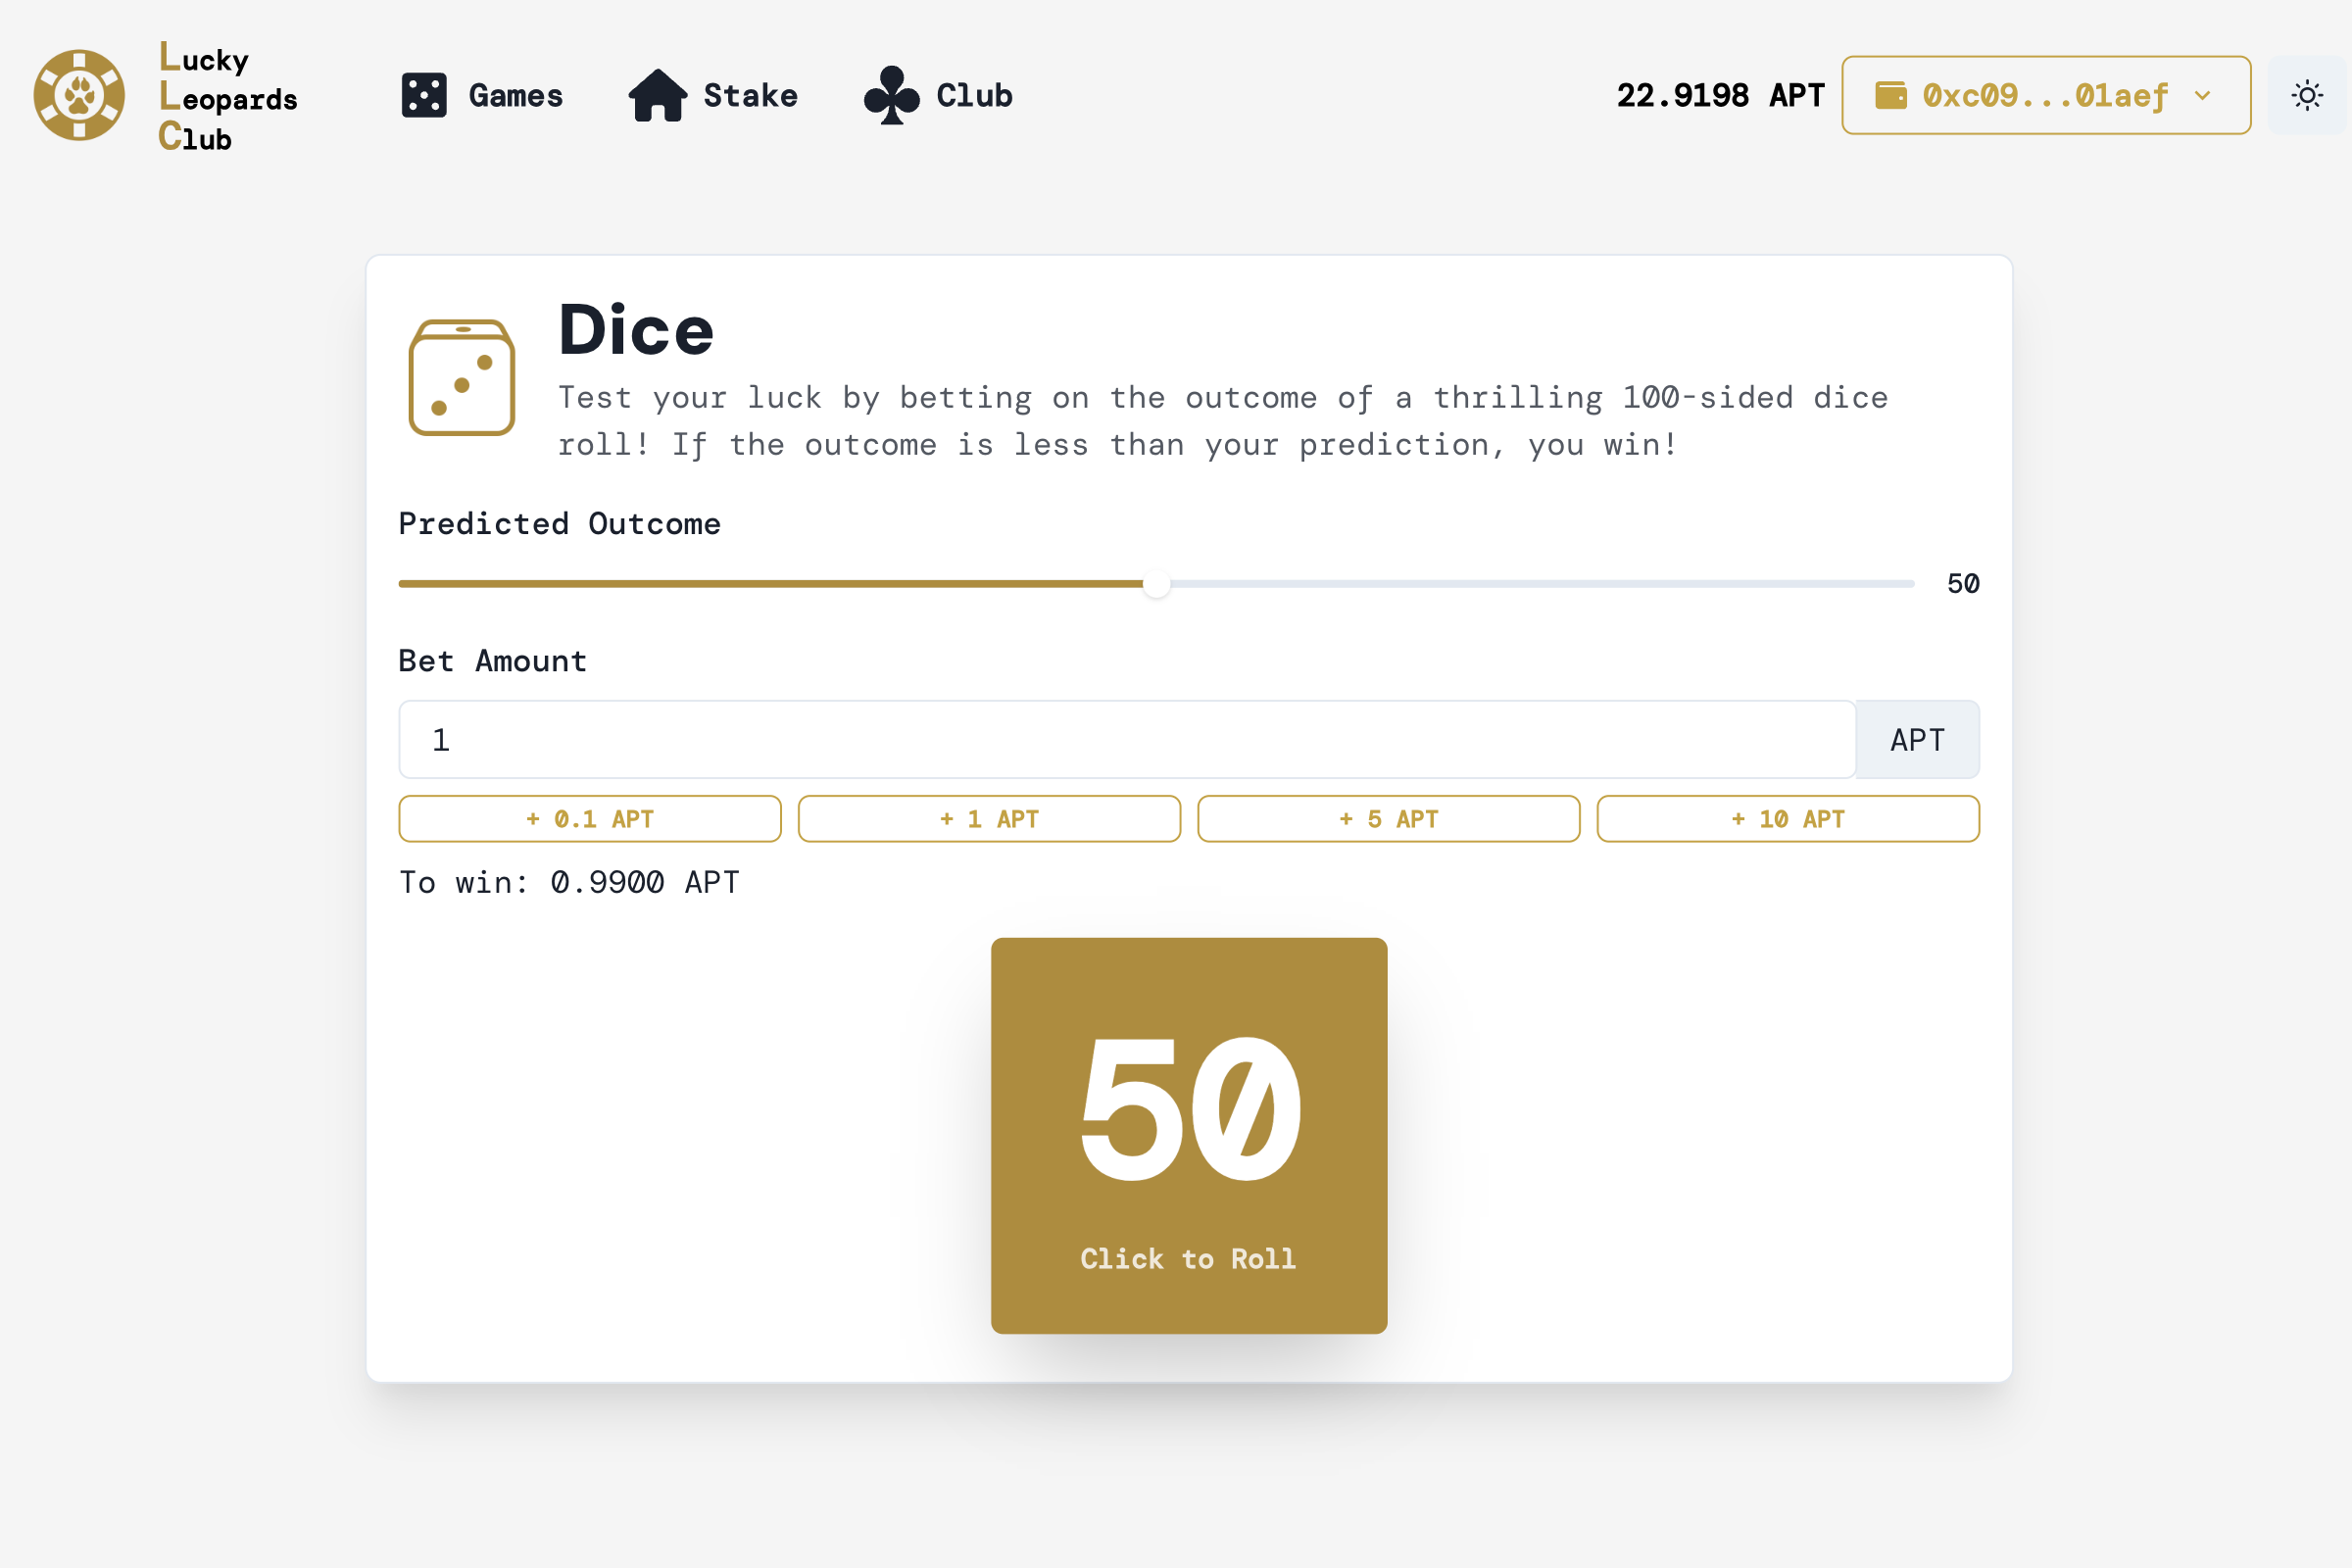 Lucky
Leopards
Club
Games
Stake
Club
22.9198 APT
0xc09...01aef
Dice
Test your luck by betting on the outcome of a thrilling 100-sided dice
roll! If the outcome is less than your prediction, you win!
Predicted Outcome
50
Bet Amount
1
APT
+ 0.1 APT
+ 1 APT
+ 5 APT
+ 10 APT
To win: 0.9900 APT
50
Click to Roll